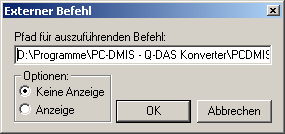 Externer Befehl
Pfad für auszuführenden Befehl:
D:\Programme\PC-DMIS - Q-DAS Konverter\PCDMIS
Optionen:
Keine Anzeige
Anzeige
OK
Abbrechen